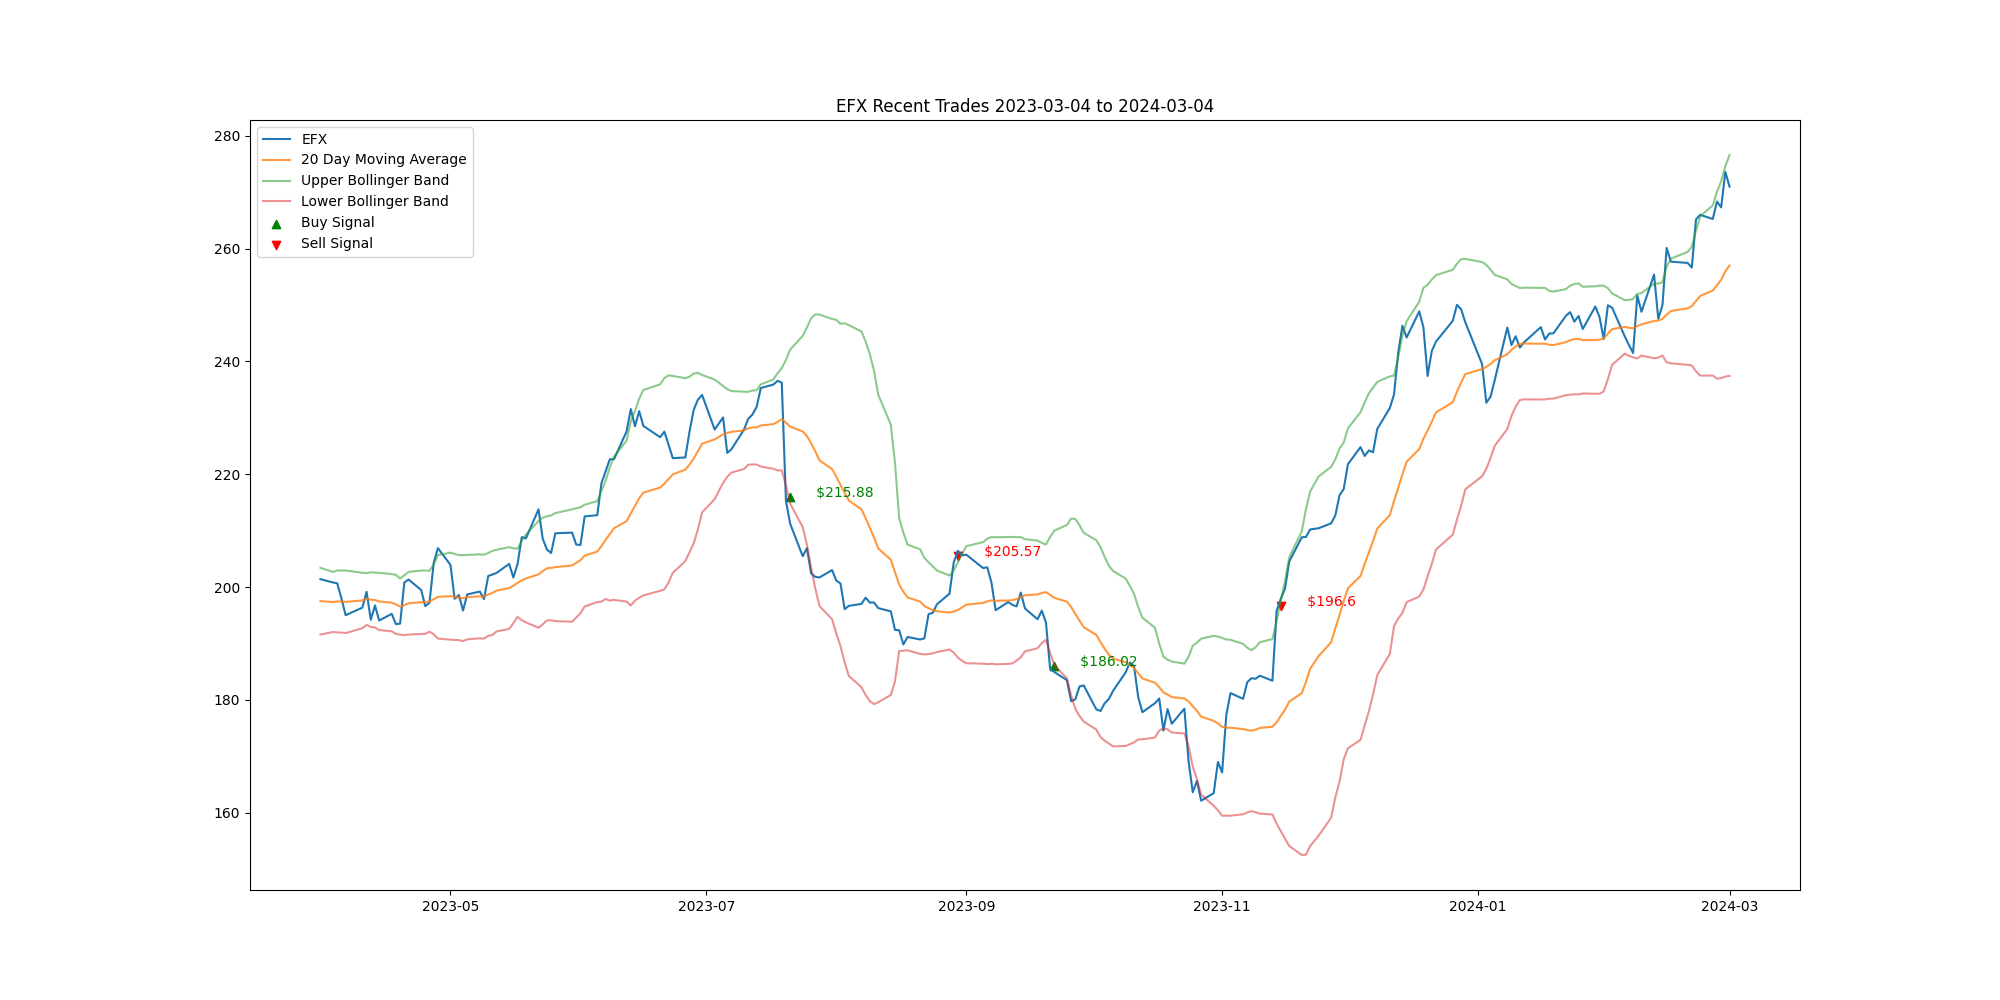 EFX Recent Trades 2023-03-04 to 2024-03-04
EFX
20 Day Moving Average
Upper Bollinger Band
Lower Bollinger Band
Buy Signal
Sell Signal
280
260
240
220
200
180
160
$215.88
$205.57
$186.02
$196.6
2023-05
2023-07
2023-09
2023-11
2024-01
2024-03